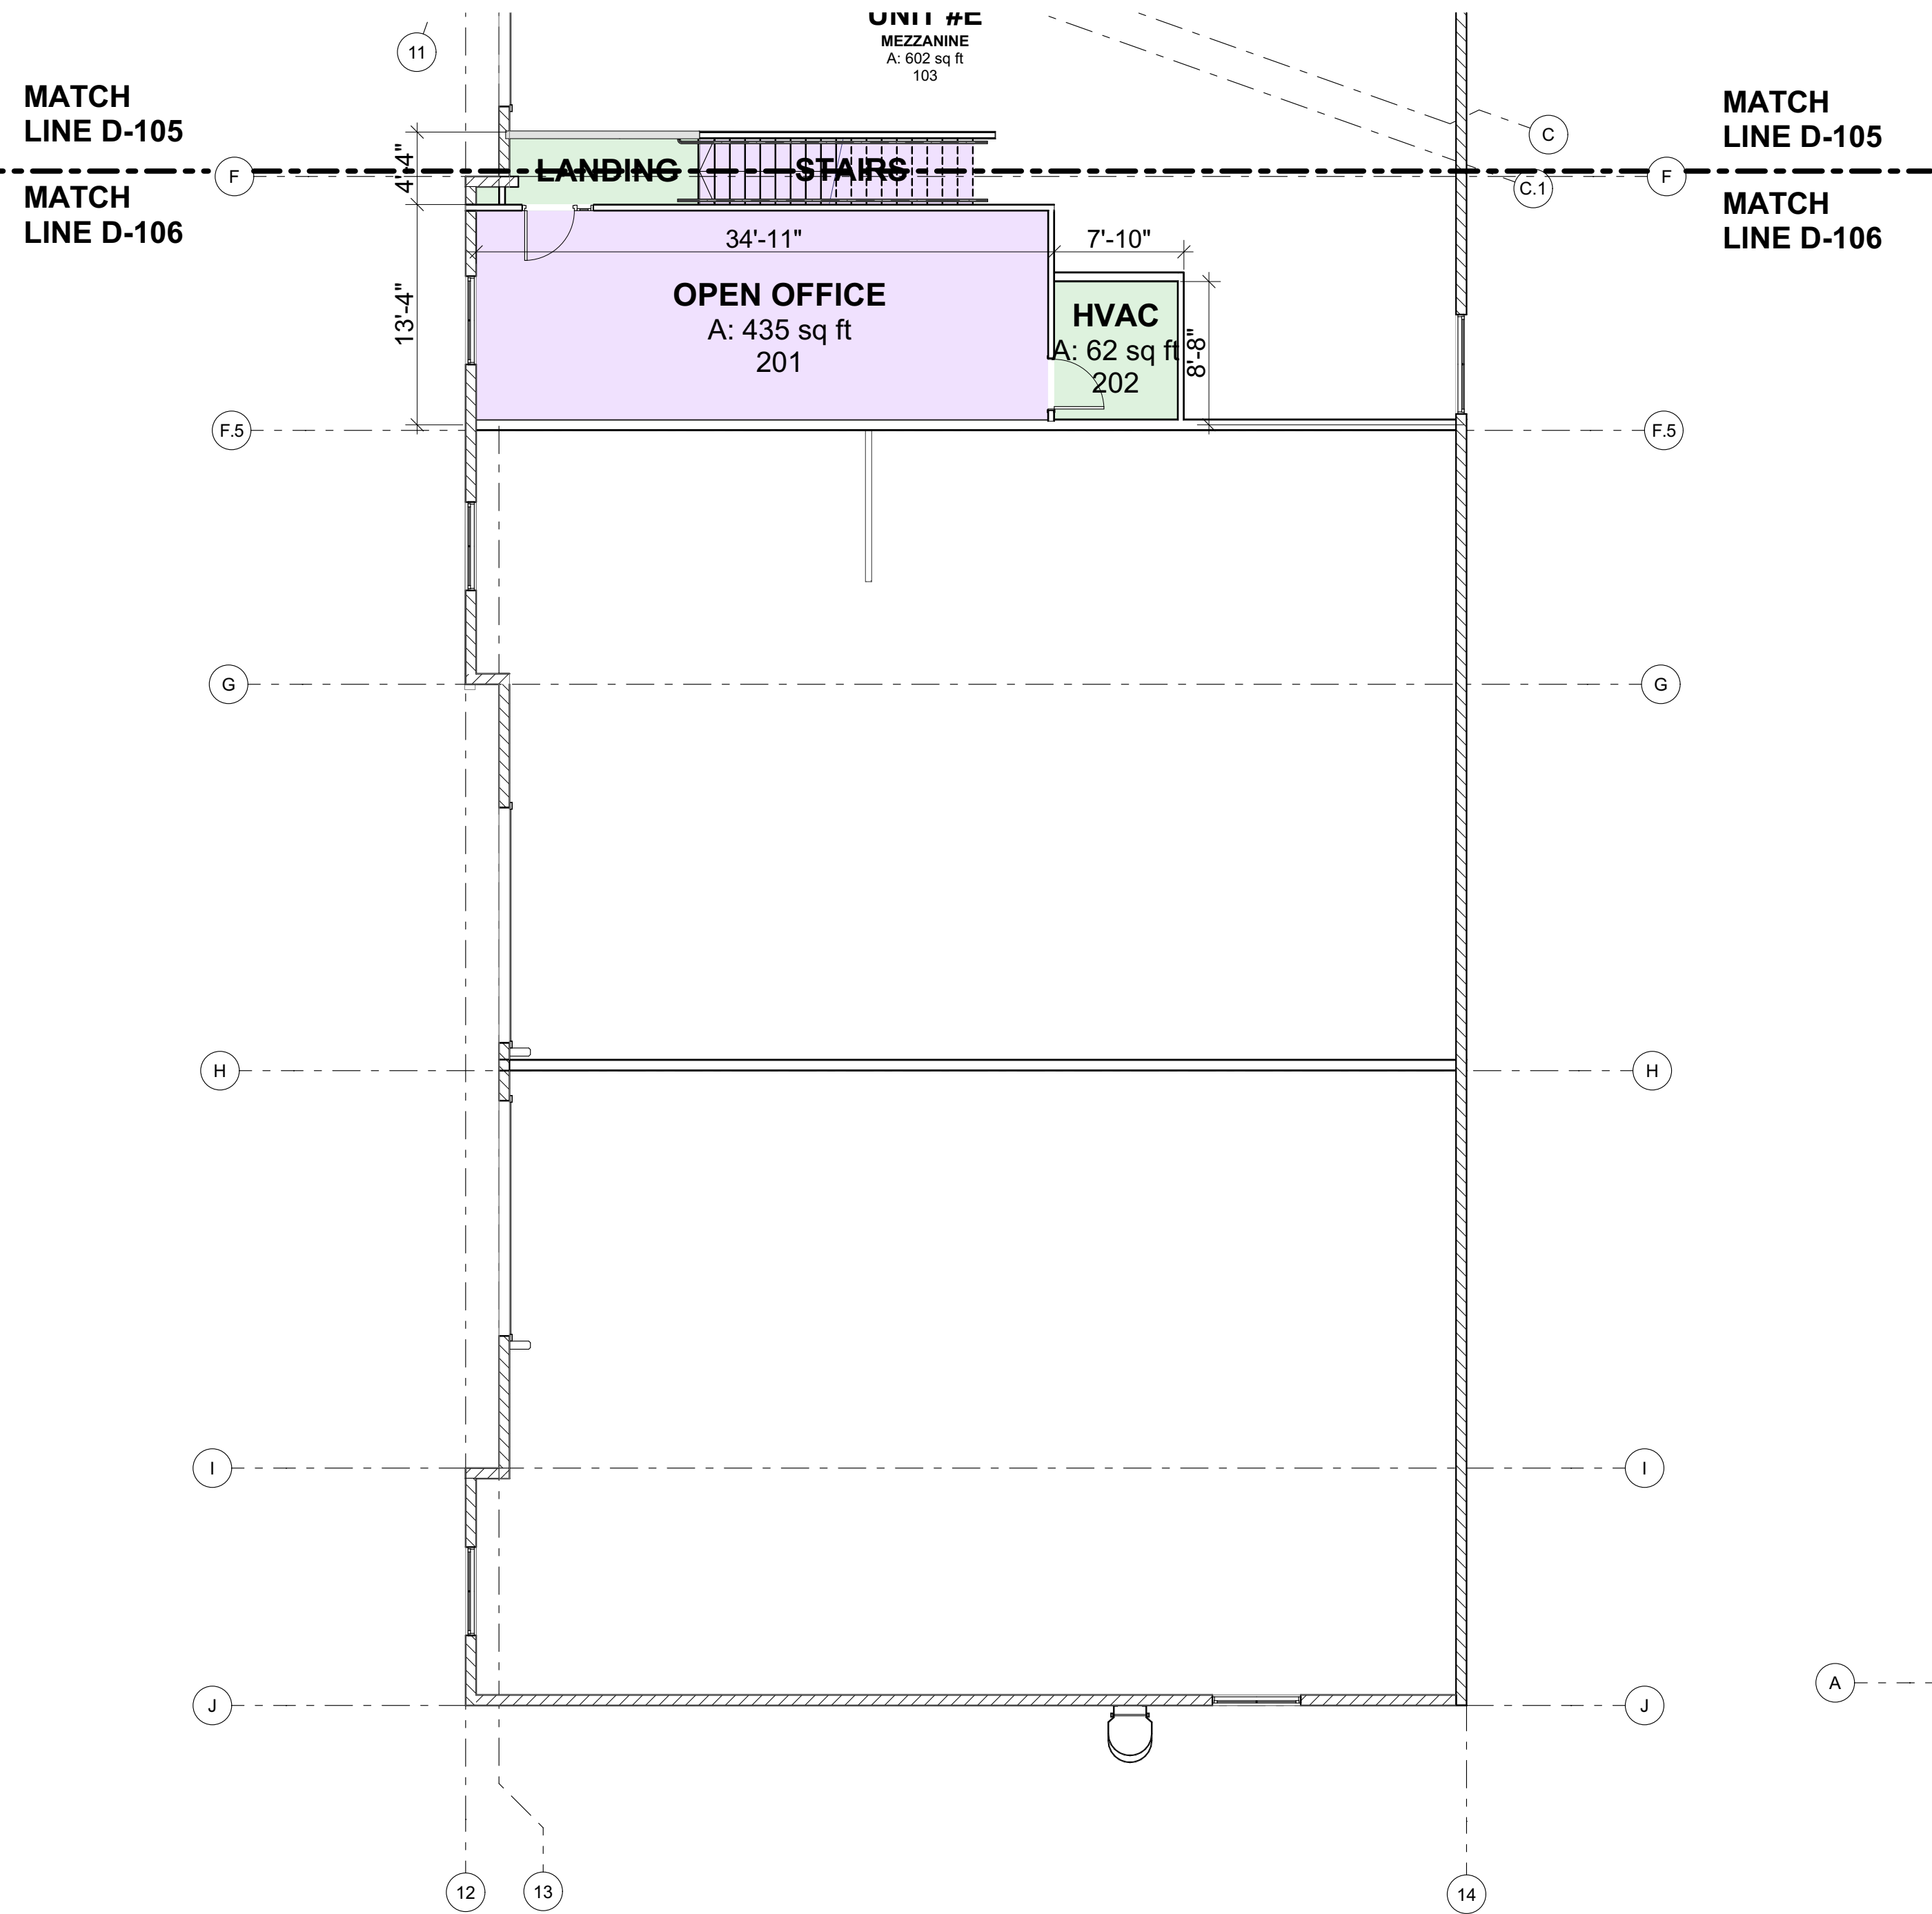 UNIT #E
MEZZANINE
A: 602 sq ft
103
11
MATCH
LINE D-105
MATCH
LINE D-105
C
4'-4"
LANDING
STAIRS
F
F
C.1
MATCH
LINE D-106
MATCH
LINE D-106
34'-11"
7'-10"
13'-4"
OPEN OFFICE
A: 435 sq ft
201
HVAC
A: 62 sq ft
202
8'-8"
F.5
F.5
G
G
H
H
I
I
J
J
A
12
13
14